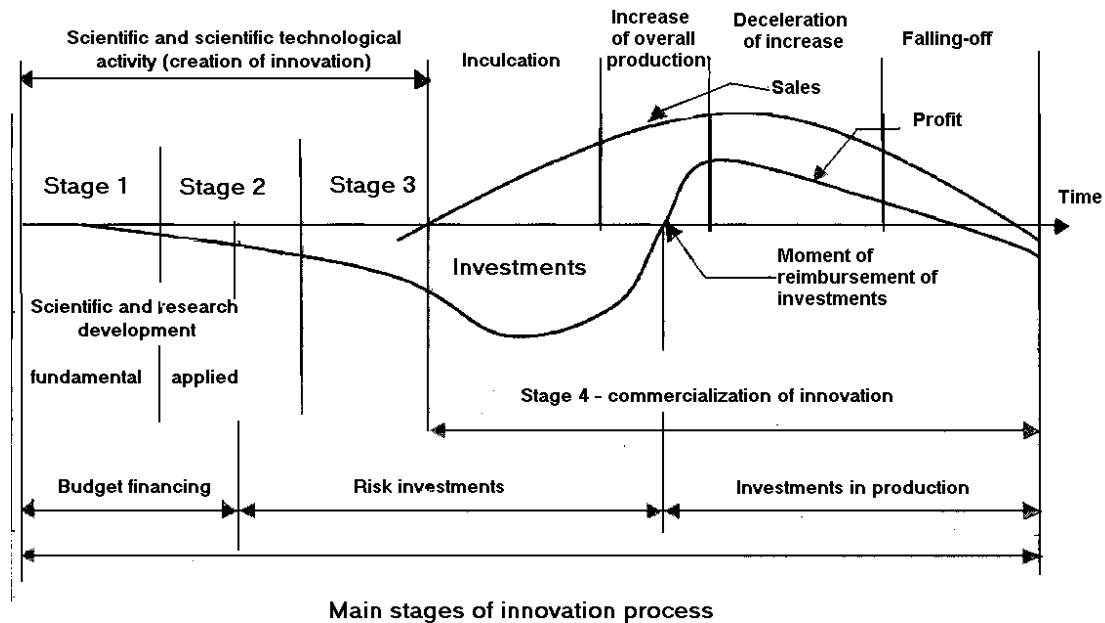 Scientific and scientific technological
activity (creation of innovation)
Inculcation
Increase
of overall
production
Deceleration
of increase
Falling-off
Sales
Profit
Stage 1
Stage 2
Stage 3
Time
Investments
Moment of
reimbursement of
investments
Scientific and research
development
fundamental
applied
Stage 4 - commercialization of innovation
Budget financing
Risk investments
Investments in production
Main stages of innovation process